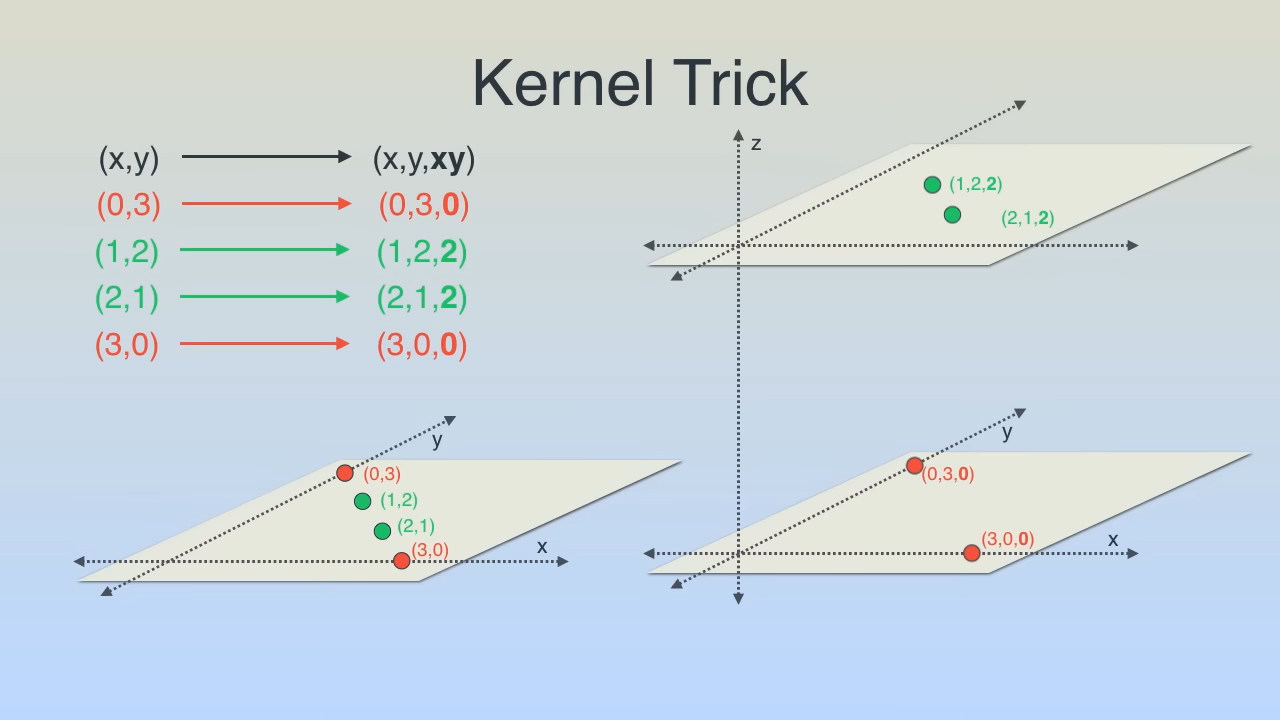 Kernel Trick
(x,y) (x,y,xy)
(0,3) (0,3,0)
(1,2) (1,2,2)
(2,1) (2,1,2)
(3,0) (3,0,0)
z
(1,2,2)
(2,1,2)
y
(0,3)
(1,2)
(2,1)
(3,0)
x
y
(0,3,0)
(3,0,0)
x